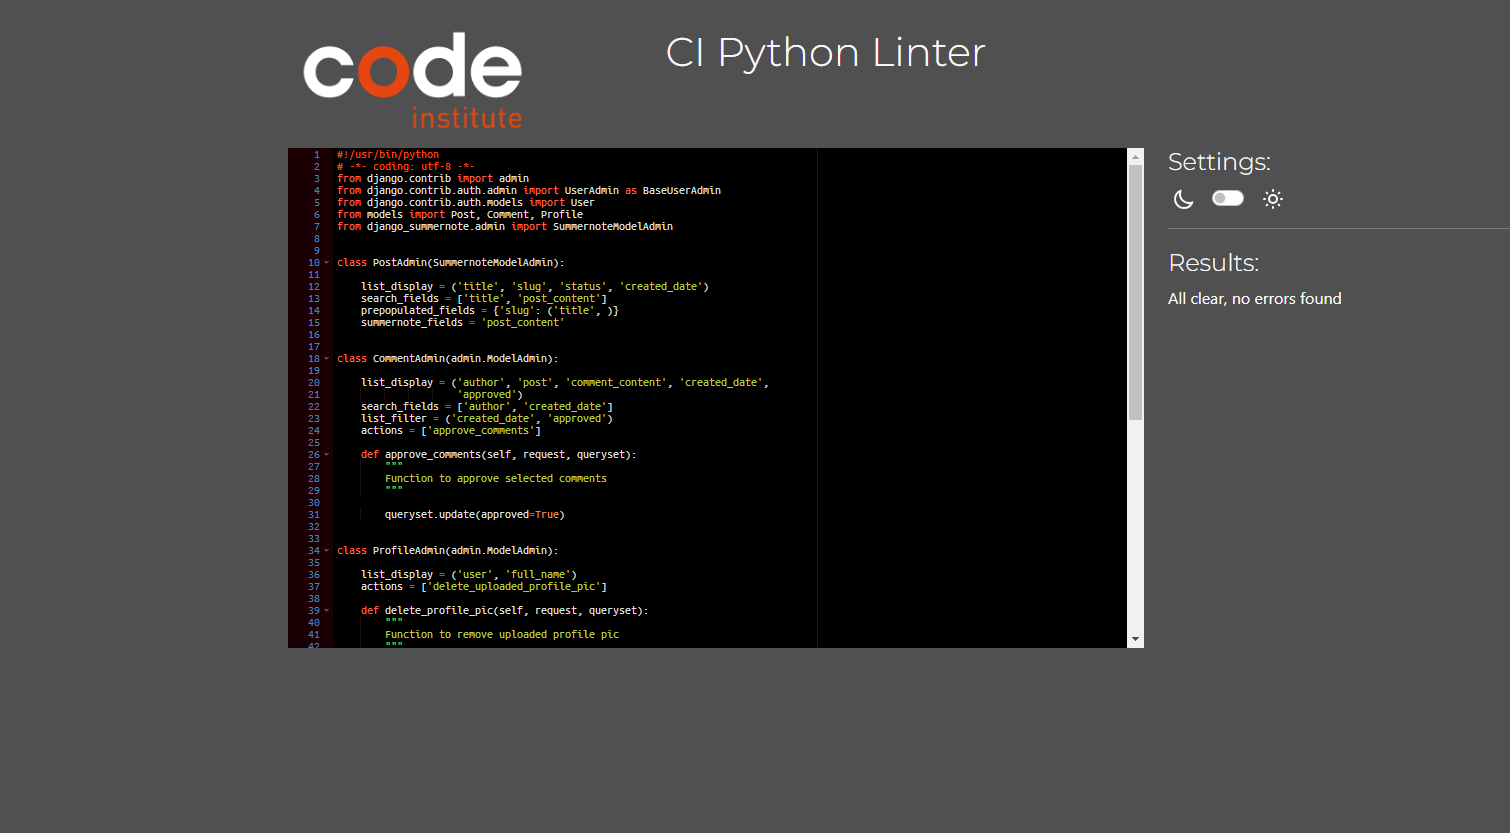 code
institute
CI Python Linter
1 #!/usr/bin/python
2 # -*- coding: utf-8 -*-
3 from django.contrib import admin
4 from django.contrib.auth.admin import UserAdmin as BaseUserAdmin
5 from django.contrib.auth.models import User
6 from models import Post, Comment, Profile
7 from django_summernote.admin import SummernoteModelAdmin
8
9
10 class PostAdmin(SummernoteModelAdmin):
11
12     list_display = ('title', 'slug', 'status', 'created_date')
13     search_fields = ['title', 'post_content']
14     prepopulated_fields = {'slug': ('title', )}
15     summernote_fields = 'post_content'
16
17
18 class CommentAdmin(admin.ModelAdmin):
19
20     list_display = ('author', 'post', 'comment_content', 'created_date',
21                     'approved')
22     search_fields = ['author', 'created_date']
23     list_filter = ('created_date', 'approved')
24     actions = ['approve_comments']
25
26     def approve_comments(self, request, queryset):
27         """
28         Function to approve selected comments
29         """
30
31         queryset.update(approved=True)
32
33
34 class ProfileAdmin(admin.ModelAdmin):
35
36     list_display = ('user', 'full_name')
37     actions = ['delete_uploaded_profile_pic']
38
39     def delete_profile_pic(self, request, queryset):
40         """
41         Function to remove uploaded profile pic
42         """
Settings:
Results:
All clear, no errors found